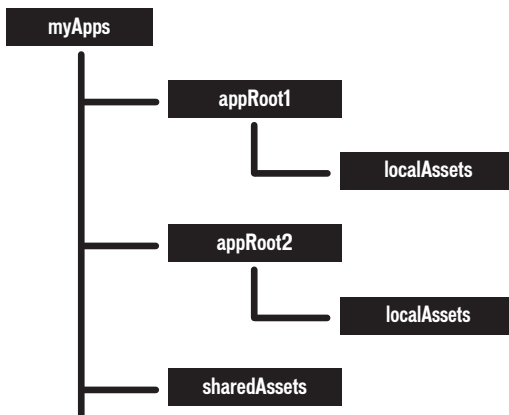 myApps
appRoot1
localAssets
appRoot2
localAssets
sharedAssets